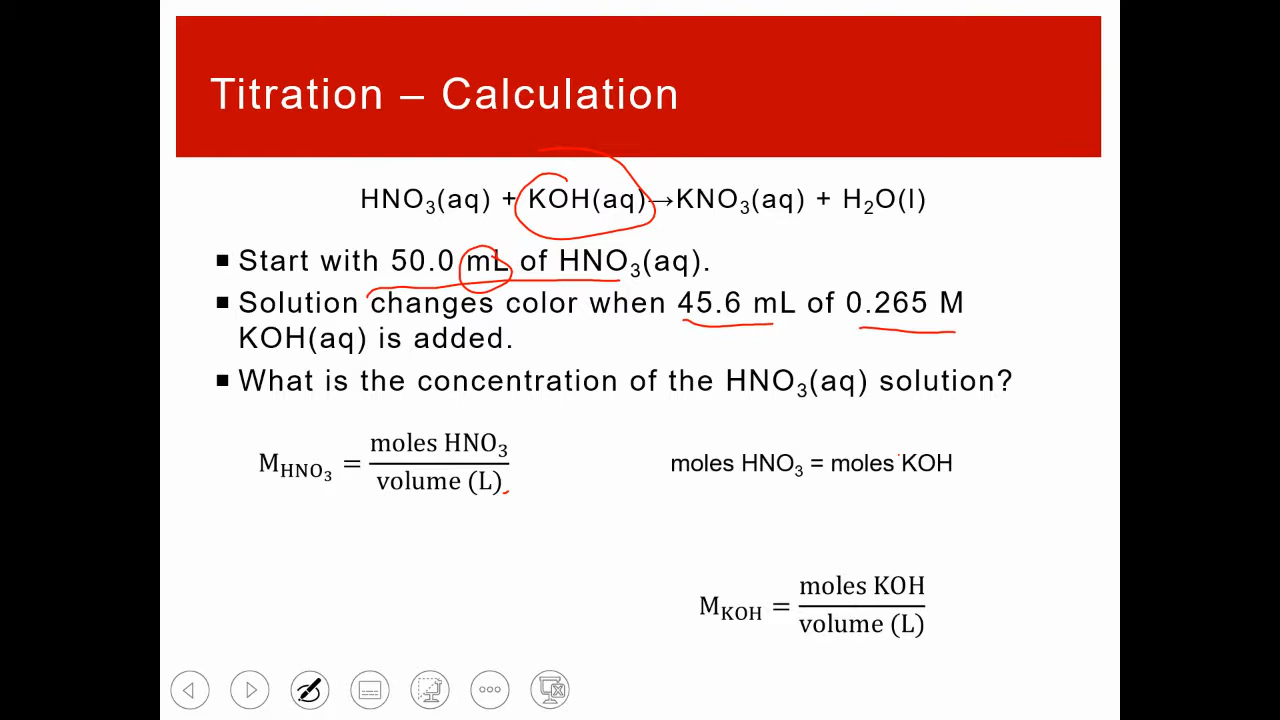 Titration – Calculation
HNO₃(aq) + KOH(aq)→KNO₃(aq) + H₂O(l)
▪ Start with 50.0 mL of HNO₃(aq).
▪ Solution changes color when 45.6 mL of 0.265 M
KOH(aq) is added.
▪ What is the concentration of the HNO₃(aq) solution?
M_HNO₃ = moles HNO₃ / volume (L)
moles HNO₃ = moles KOH
M_KOH = moles KOH / volume (L)